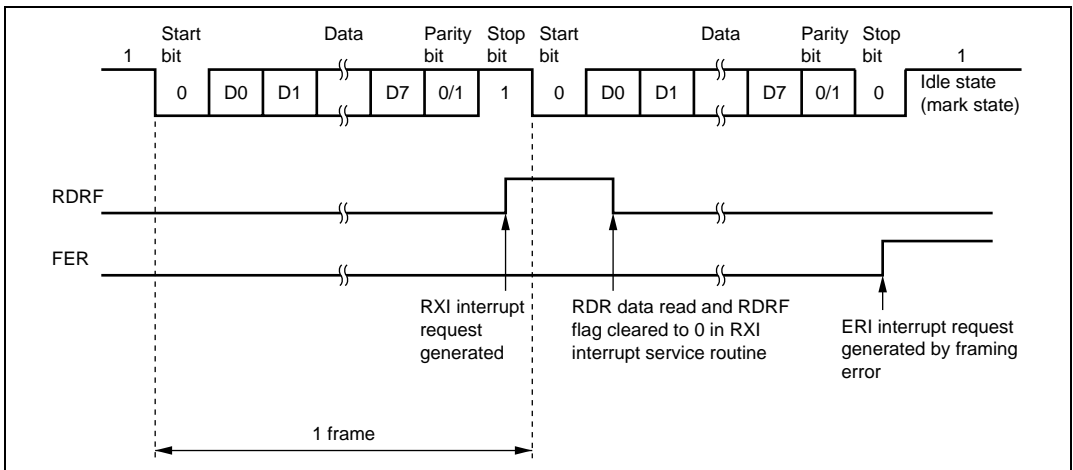 Start bit
Data
Parity bit
Stop bit
Start bit
Data
Parity bit
Stop bit
1
1
0
D0
D1
D7
0/1
1
0
D0
D1
D7
0/1
0
Idle state
(mark state)
RDRF
FER
RXI interrupt
request
generated
RDR data read and RDRF
flag cleared to 0 in RXI
interrupt service routine
ERI interrupt request
generated by framing
error
1 frame